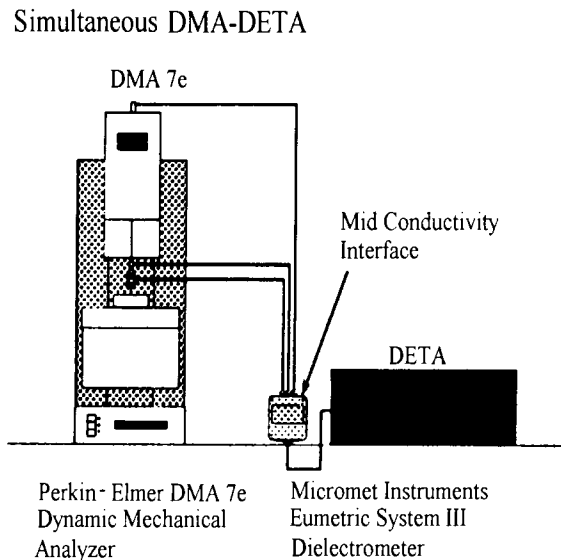 Simultaneous DMA-DETA
DMA 7e
Mid Conductivity
Interface
DETA
Perkin-Elmer DMA 7e
Dynamic Mechanical
Analyzer
Micromet Instruments
Eumetric System III
Dielectrometer